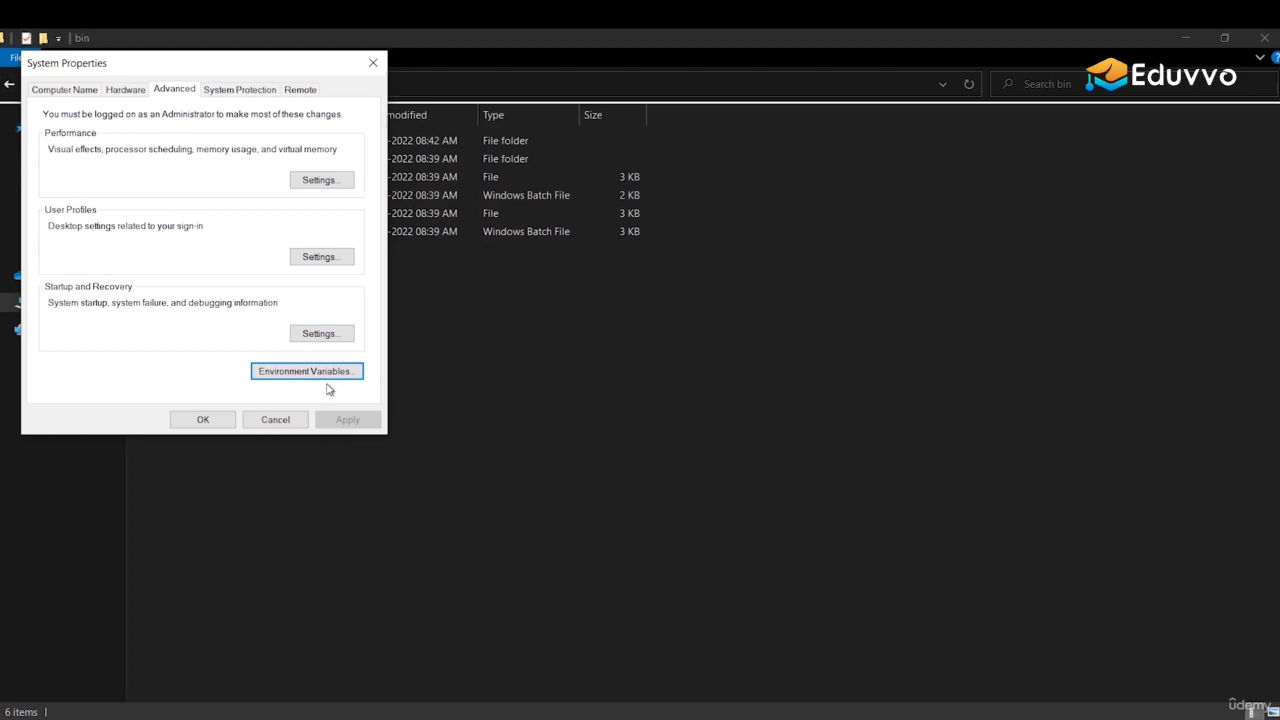 bin
File
System Properties
Eduvvo
Search bin
Computer Name Hardware Advanced System Protection Remote
You must be logged on as an Administrator to make most of these changes.
modified Type Size
Performance
Visual effects, processor scheduling, memory usage, and virtual memory
-2022 08:42 AM File folder
-2022 08:39 AM File folder
Settings...
-2022 08:39 AM File 3 KB
-2022 08:39 AM Windows Batch File 2 KB
User Profiles
-2022 08:39 AM File 3 KB
Desktop settings related to your sign-in
-2022 08:39 AM Windows Batch File 3 KB
Settings...
Startup and Recovery
System startup, system failure, and debugging information
Settings...
Environment Variables...
OK Cancel Apply
6 items
ûdemy